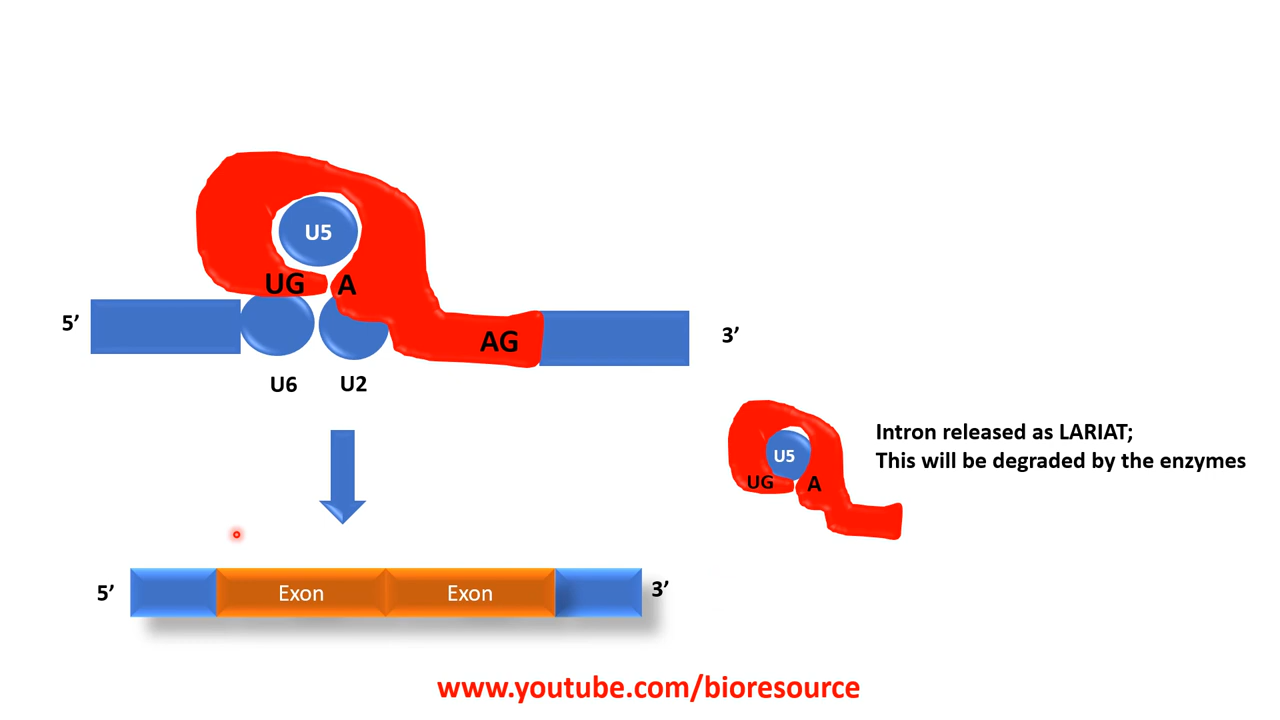 U5
UG A
5’
AG
3’
U6 U2
Intron released as LARIAT;
This will be degraded by the enzymes
U5
UG A
5’
Exon Exon
3’
www.youtube.com/bioresource